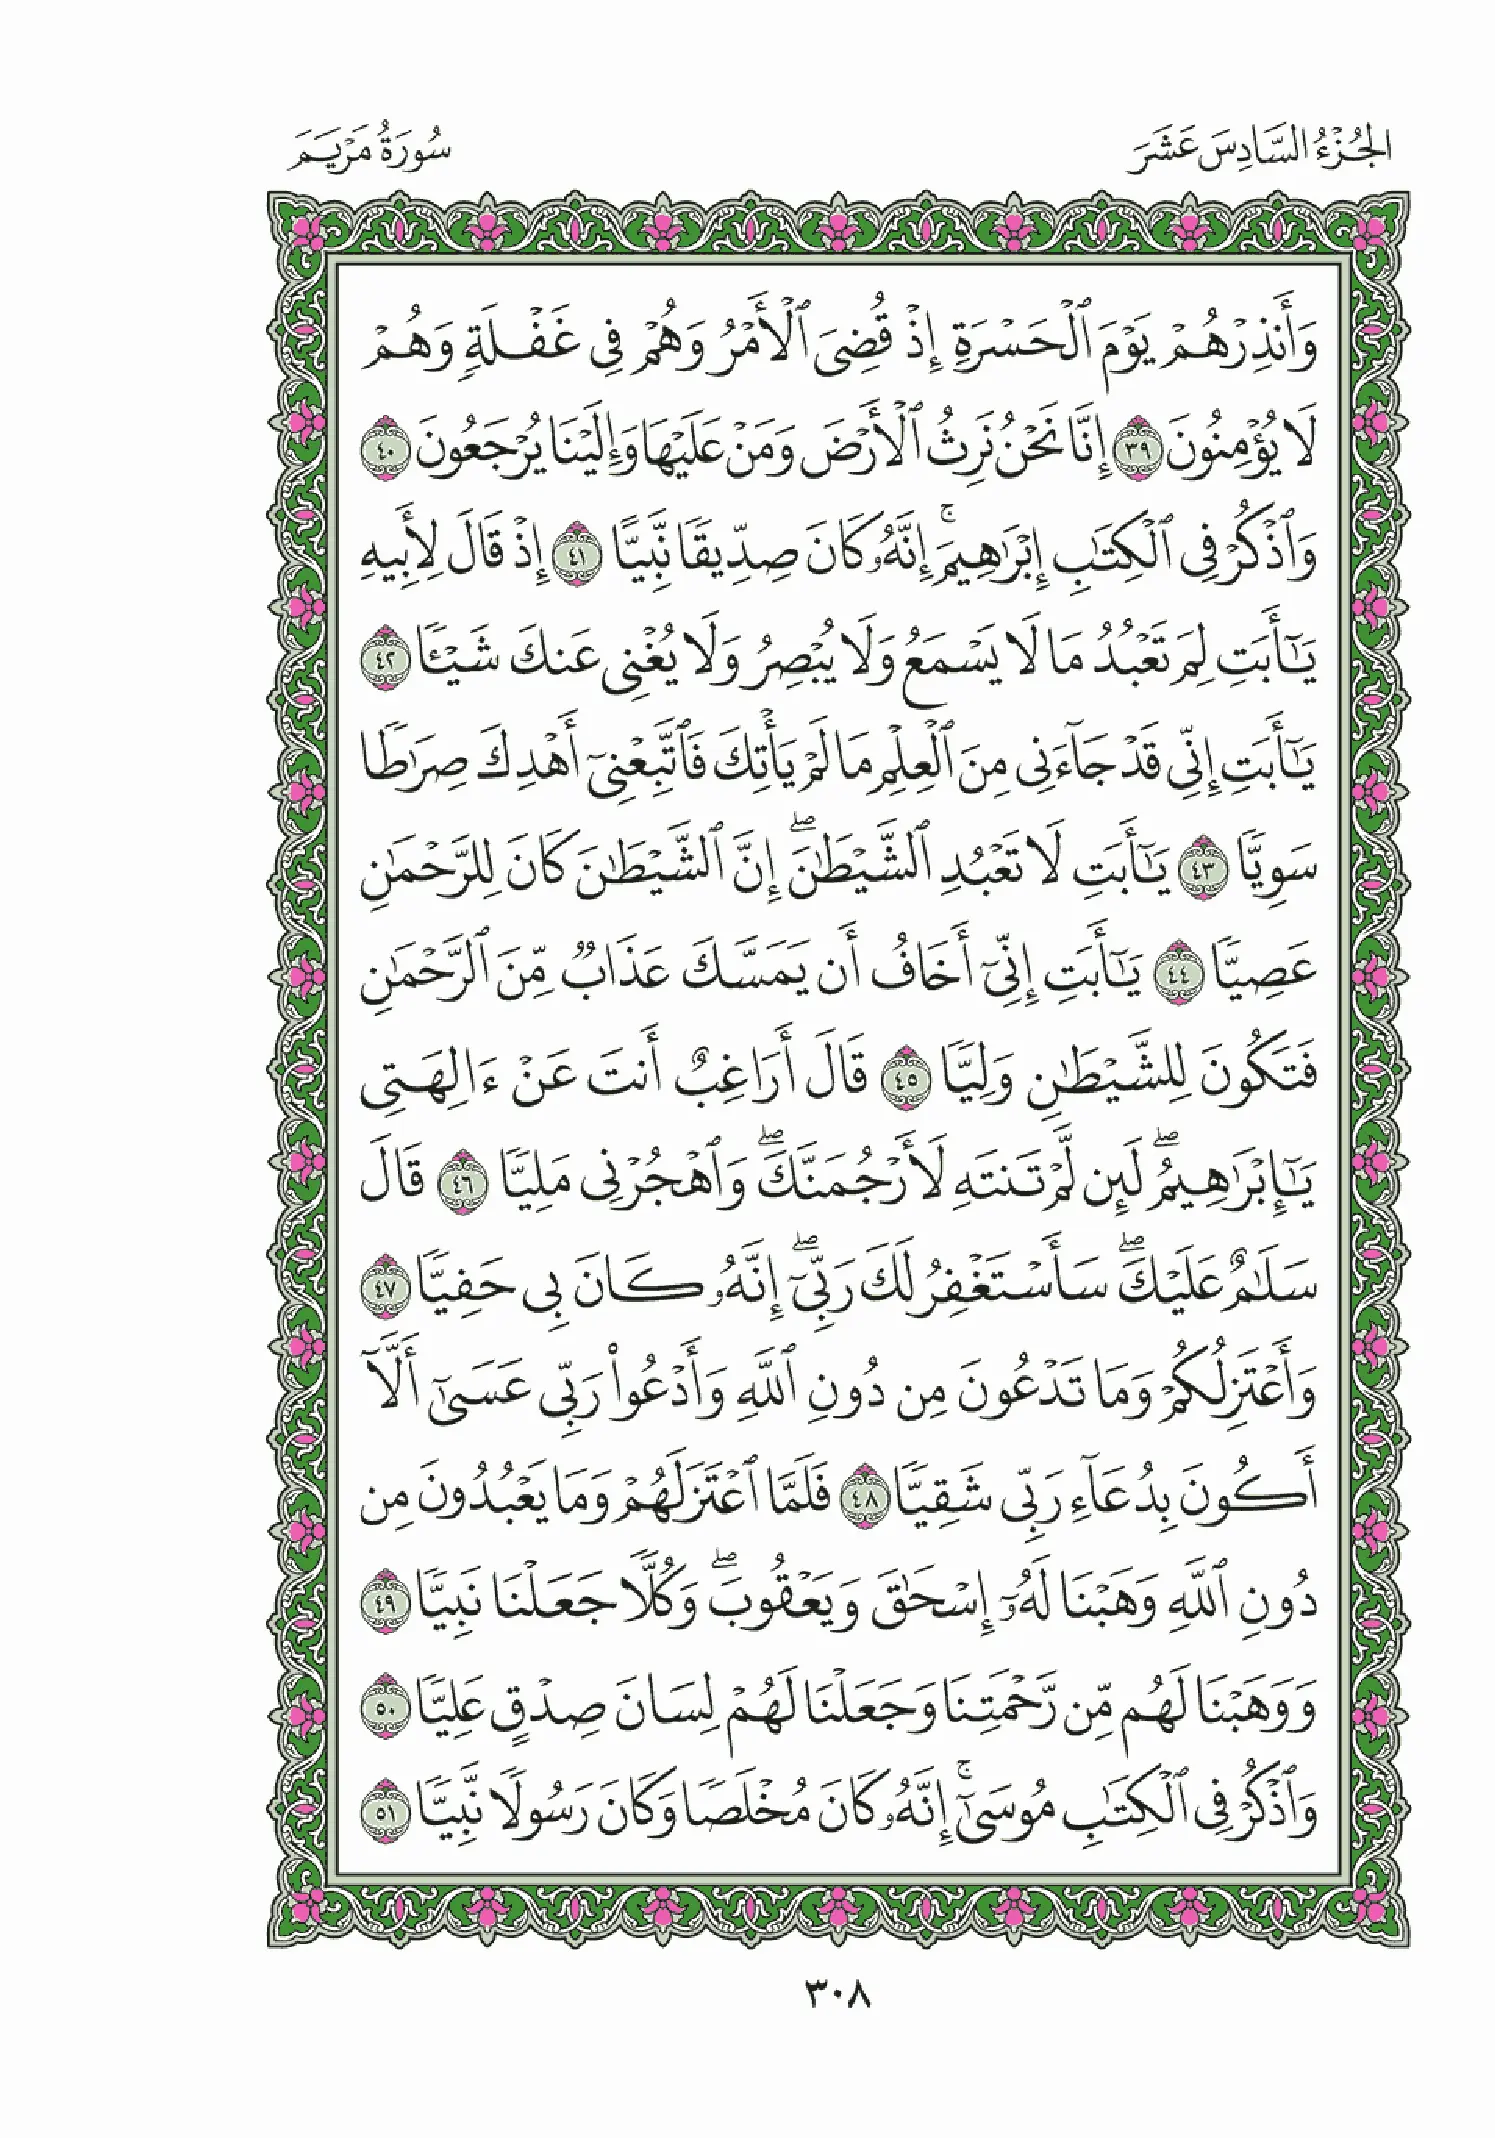 الجُزْءُ السَّادِسَ عَشَرَ
سُورَةُ مَرْيَمَ
وَأَنذِرْهُمْ يَوْمَ ٱلْحَسْرَةِ إِذْ قُضِيَ ٱلْأَمْرُ وَهُمْ فِى غَفْلَةٍ وَهُمْ
لَا يُؤْمِنُونَ ٣٩ إِنَّا نَحْنُ نَرِثُ ٱلْأَرْضَ وَمَنْ عَلَيْهَا وَإِلَيْنَا يُرْجَعُونَ ٤٠
وَٱذْكُرْ فِى ٱلْكِتَٰبِ إِبْرَٰهِيمَ ۚ إِنَّهُۥ كَانَ صِدِّيقًا نَّبِيًّا ٤١ إِذْ قَالَ لِأَبِيهِ
يَٰٓأَبَتِ لِمَ تَعْبُدُ مَا لَا يَسْمَعُ وَلَا يُبْصِرُ وَلَا يُغْنِى عَنكَ شَيْـًٔا ٤٢
يَٰٓأَبَتِ إِنِّى قَدْ جَآءَنِى مِنَ ٱلْعِلْمِ مَا لَمْ يَأْتِكَ فَٱتَّبِعْنِىٓ أَهْدِكَ صِرَٰطًا
سَوِيًّا ٤٣ يَٰٓأَبَتِ لَا تَعْبُدِ ٱلشَّيْطَٰنَ ۖ إِنَّ ٱلشَّيْطَٰنَ كَانَ لِلرَّحْمَٰنِ
عَصِيًّا ٤٤ يَٰٓأَبَتِ إِنِّىٓ أَخَافُ أَن يَمَسَّكَ عَذَابٌ مِّنَ ٱلرَّحْمَٰنِ
فَتَكُونَ لِلشَّيْطَٰنِ وَلِيًّا ٤٥ قَالَ أَرَاغِبٌ أَنتَ عَنْ ءَالِهَتِى
يَٰٓإِبْرَٰهِيمُ ۖ لَئِن لَّمْ تَنتَهِ لَأَرْجُمَنَّكَ ۖ وَٱهْجُرْنِى مَلِيًّا ٤٦ قَالَ
سَلَٰمٌ عَلَيْكَ ۖ سَأَسْتَغْفِرُ لَكَ رَبِّىٓ ۖ إِنَّهُۥ كَانَ بِى حَفِيًّا ٤٧
وَأَعْتَزِلُكُمْ وَمَا تَدْعُونَ مِن دُونِ ٱللَّهِ وَأَدْعُوا۟ رَبِّى عَسَىٰٓ أَلَّآ
أَكُونَ بِدُعَآءِ رَبِّى شَقِيًّا ٤٨ فَلَمَّا ٱعْتَزَلَهُمْ وَمَا يَعْبُدُونَ مِن
دُونِ ٱللَّهِ وَهَبْنَا لَهُۥٓ إِسْحَٰقَ وَيَعْقُوبَ ۖ وَكُلًّا جَعَلْنَا نَبِيًّا ٤٩
وَوَهَبْنَا لَهُم مِّن رَّحْمَتِنَا وَجَعَلْنَا لَهُمْ لِسَانَ صِدْقٍ عَلِيًّا ٥٠
وَٱذْكُرْ فِى ٱلْكِتَٰبِ مُوسَىٰٓ ۚ إِنَّهُۥ كَانَ مُخْلَصًا وَكَانَ رَسُولًا نَّبِيًّا ٥١
٣٠٨